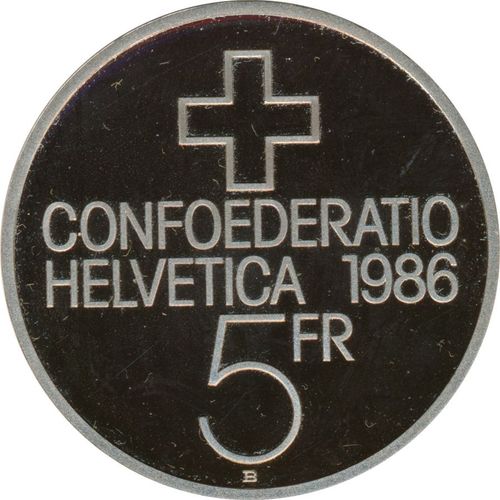 CONFOEDERATIO
HELVETICA 1986
5 FR
B